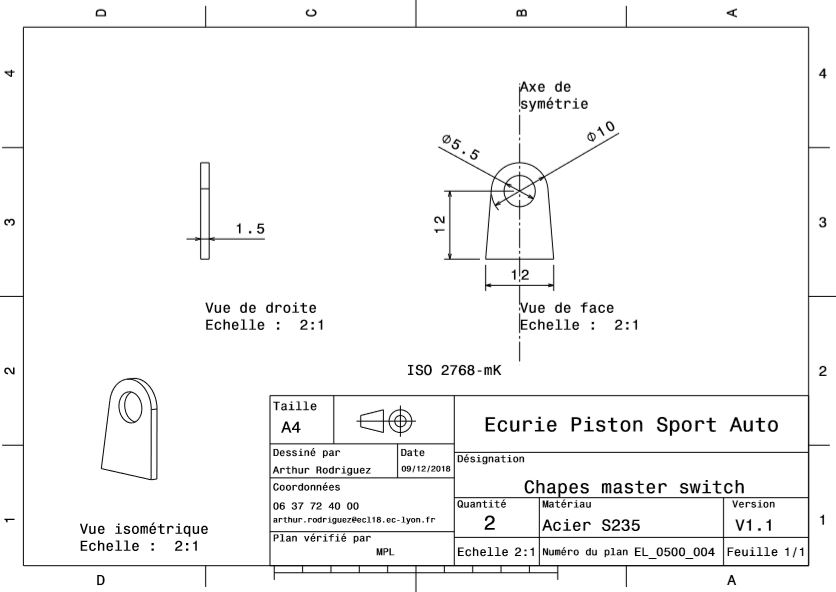 D
C
B
A
4
4
Axe de
symétrie
Φ5.5
Φ10
3
3
1.5
12
12
Vue de droite
Echelle :  2:1
Vue de face
Echelle :  2:1
2
2
ISO 2768-mK
Taille
A4
Ecurie Piston Sport Auto
Dessiné par
Arthur Rodriguez
Date
09/12/2018
Désignation
Chapes master switch
Coordonnées
06 37 72 40 00
arthur.rodriguez@ecl18.ec-lyon.fr
Quantité
2
Matériau
Acier S235
Version
V1.1
Plan vérifié par
MPL
Echelle 2:1
Numéro du plan EL_0500_004
Feuille 1/1
1
1
Vue isométrique
Echelle :  2:1
D
A